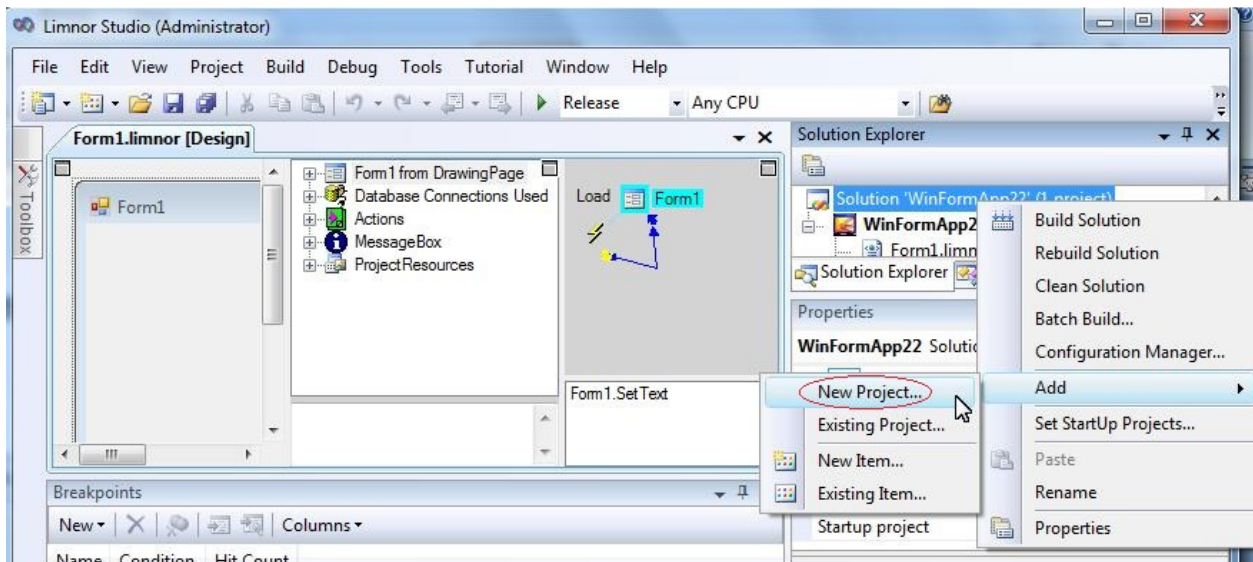 Limnor Studio (Administrator)
File Edit View Project Build Debug Tools Tutorial Window Help
Release Any CPU
Toolbox
Form1.limnor [Design]
Form1
Form1 from DrawingPage
Database Connections Used
Actions
MessageBox
ProjectResources
Load Form1
Form1.SetText
Solution Explorer
Solution 'WinFormApp22' (1 project)
WinFormApp2
Form1.limn
Solution Explorer
Properties
WinFormApp22 Solutio
Startup project
Build Solution
Rebuild Solution
Clean Solution
Batch Build...
Configuration Manager...
Add
Set StartUp Projects...
Paste
Rename
Properties
New Project...
Existing Project...
New Item...
Existing Item...
Breakpoints
New Columns
Name Condition Hit Count